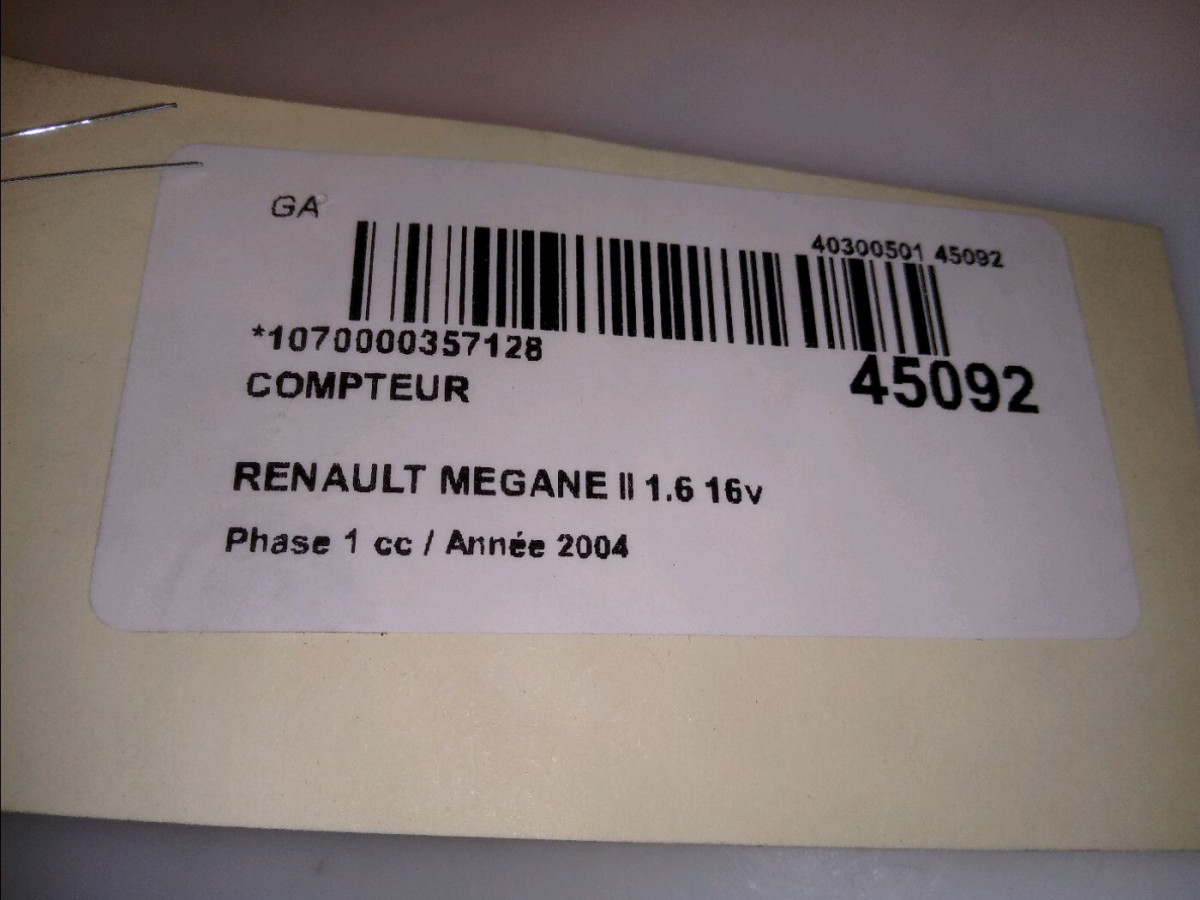 GA
40300501 45092
*1070000357128
45092
COMPTEUR
RENAULT MEGANE II 1.6 16v
Phase 1 cc / Année 2004